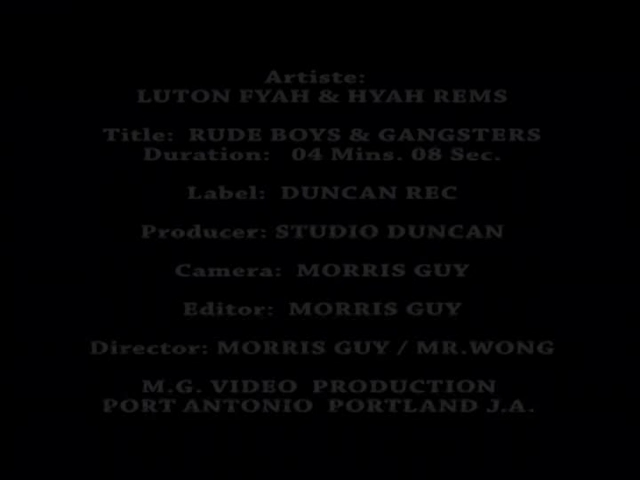 Artiste:
LUTON FYAH & HYAH REMS
Title: RUDE BOYS & GANGSTERS
Duration: 04 Mins. 08 Sec.
Label: DUNCAN REC
Producer: STUDIO DUNCAN
Camera: MORRIS GUY
Editor: MORRIS GUY
Director: MORRIS GUY / MR.WONG
M.G. VIDEO PRODUCTION
PORT ANTONIO PORTLAND J.A.